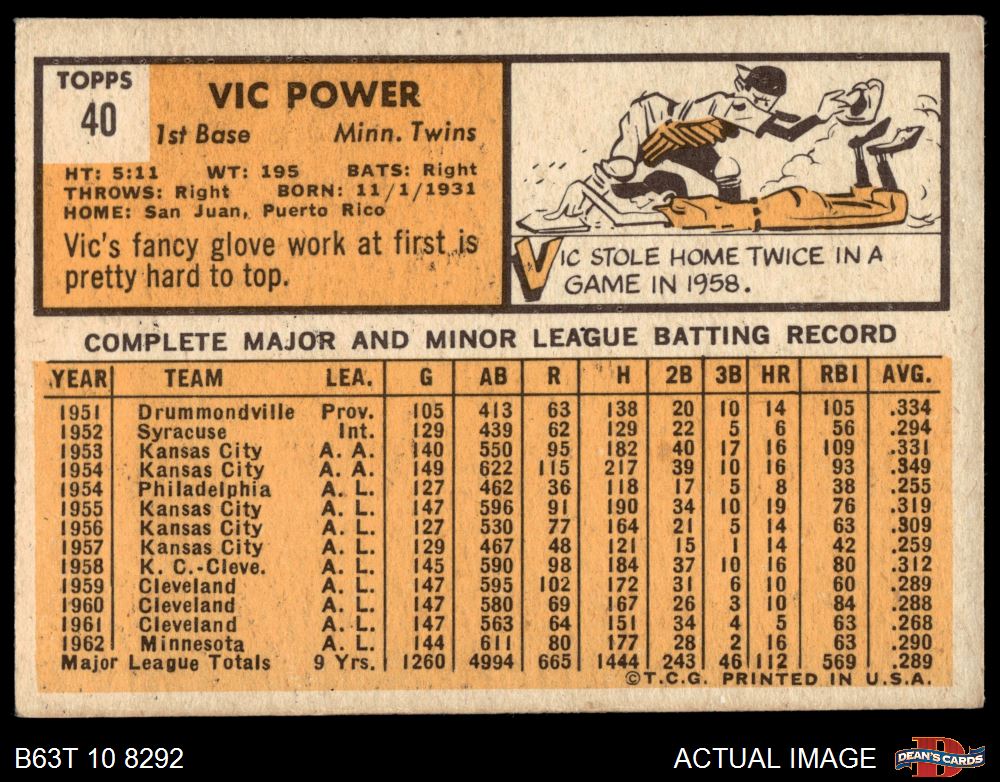 TOPPS
40
VIC POWER
1st Base Minn. Twins
HT: 5:11 WT: 195 BATS: Right
THROWS: Right BORN: 11/1/1931
HOME: San Juan, Puerto Rico
Vic's fancy glove work at first is
pretty hard to top.
VIC STOLE HOME TWICE IN A
GAME IN 1958.
COMPLETE MAJOR AND MINOR LEAGUE BATTING RECORD
YEAR TEAM LEA. G AB R H 2B 3B HR RBI AVG.
1951 Drummondville Prov. 105 413 63 138 20 10 14 105 .334
1952 Syracuse Int. 129 439 62 129 22 5 6 56 .294
1953 Kansas City A. A. 140 550 95 182 40 17 16 109 .331
1954 Kansas City A. A. 149 622 115 217 39 10 16 93 .349
1954 Philadelphia A. L. 127 462 36 118 17 5 8 38 .255
1955 Kansas City A. L. 147 596 91 190 34 10 19 76 .319
1956 Kansas City A. L. 127 530 77 164 21 5 14 63 .309
1957 Kansas City A. L. 129 467 48 121 15 1 14 42 .259
1958 K. C.-Cleve. A. L. 145 590 98 184 37 10 16 80 .312
1959 Cleveland A. L. 147 595 102 172 31 6 10 60 .289
1960 Cleveland A. L. 147 580 69 167 26 3 10 84 .288
1961 Cleveland A. L. 147 563 64 151 34 4 5 63 .268
1962 Minnesota A. L. 144 611 80 177 28 2 16 63 .290
Major League Totals 9 Yrs. 1260 4994 665 1444 243 46 112 569 .289
©T.C.G. PRINTED IN U.S.A.
B63T 10 8292 ACTUAL IMAGE DEAN'S CARDS